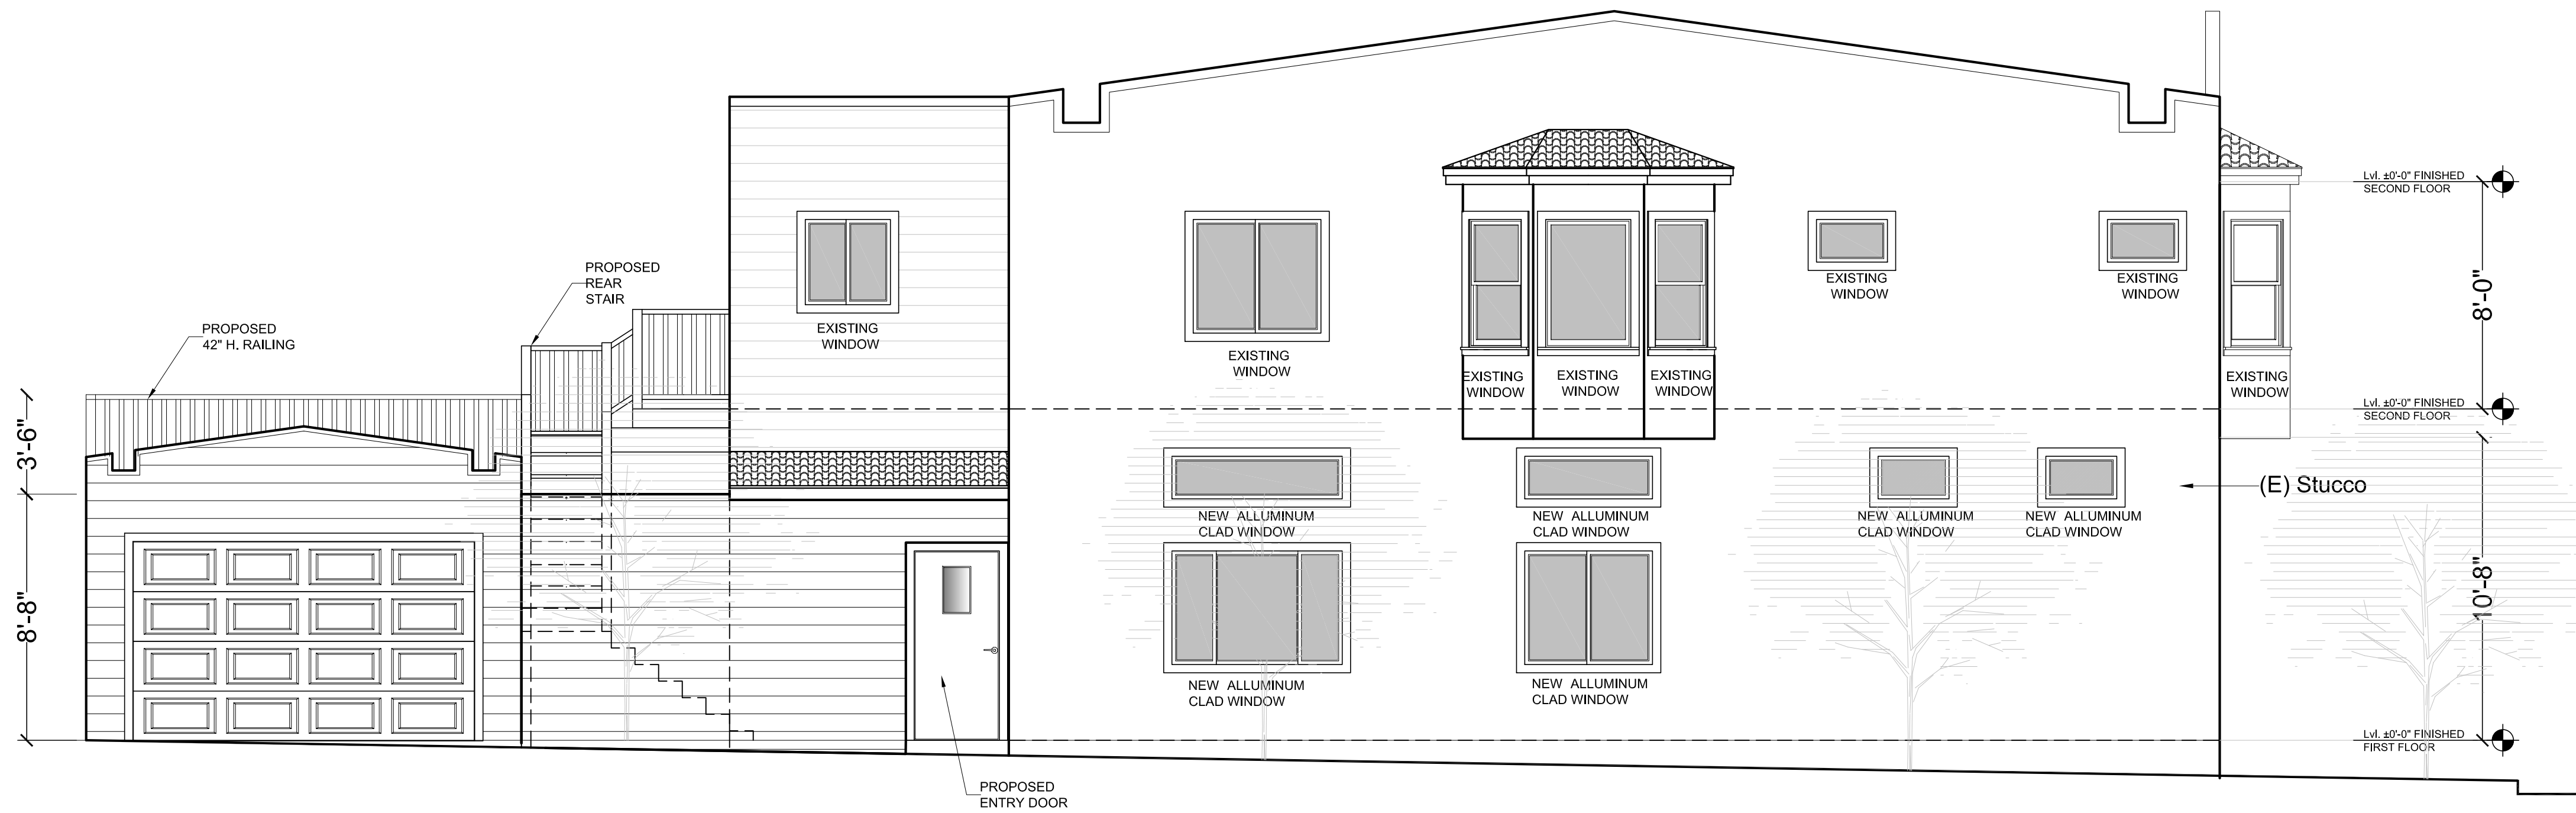 Lvl. ±0'-0" FINISHED
SECOND FLOOR
8'-0"
PROPOSED
REAR
STAIR
PROPOSED
42" H. RAILING
EXISTING
WINDOW
EXISTING
WINDOW
EXISTING
WINDOW
EXISTING
WINDOW
EXISTING
WINDOW
EXISTING
WINDOW
EXISTING
WINDOW
EXISTING
WINDOW
Lvl. ±0'-0" FINISHED
SECOND FLOOR
3'-6"
(E) Stucco
NEW ALLUMINUM
CLAD WINDOW
NEW ALLUMINUM
CLAD WINDOW
NEW ALLUMINUM
CLAD WINDOW
NEW ALLUMINUM
CLAD WINDOW
8'-8"
10'-8"
NEW ALLUMINUM
CLAD WINDOW
NEW ALLUMINUM
CLAD WINDOW
Lvl. ±0'-0" FINISHED
FIRST FLOOR
PROPOSED
ENTRY DOOR